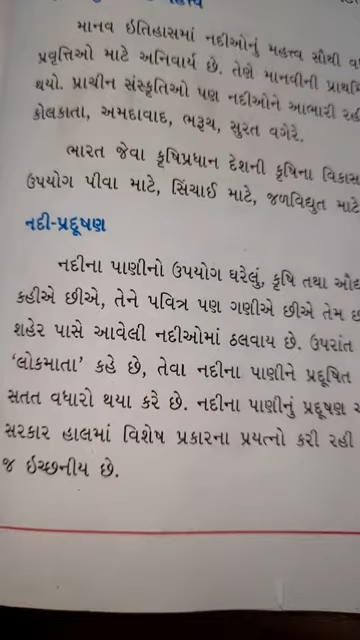 માનવ ઇતિહાસમાં નદીઓનું મહત્ત્વ સૌથી
પ્રવૃત્તિઓ માટે અનિવાર્ય છે. તેણે માનવીની
થયો. પ્રાચીન સંસ્કૃતિઓ પણ નદીઓને આભારી
કોલકાતા, અમદાવાદ, ભરૂચ, સુરત વગેરે.
ભારત જેવા કૃષિપ્રધાન દેશની કૃષિના વિકાસ
ઉપયોગ પીવા માટે, સિંચાઈ માટે, જળવિદ્યુત માટે
નદી-પ્રદૂષણ
નદીના પાણીનો ઉપયોગ ઘરેલું, કૃષિ તથા
કહીએ છીએ, તેને પવિત્ર પણ ગણીએ છીએ તેમ
શહેર પાસે આવેલી નદીઓમાં ઠલવાય છે. ઉપરાંત
‘લોકમાતા’ કહે છે, તેવા નદીના પાણીને પ્રદૂષિત
સતત વધારો થયા કરે છે. નદીના પાણીનું પ્રદૂષણ
સરકાર હાલમાં વિશેષ પ્રકારના પ્રયત્નો કરી રહી
જ ઇચ્છનીય છે.